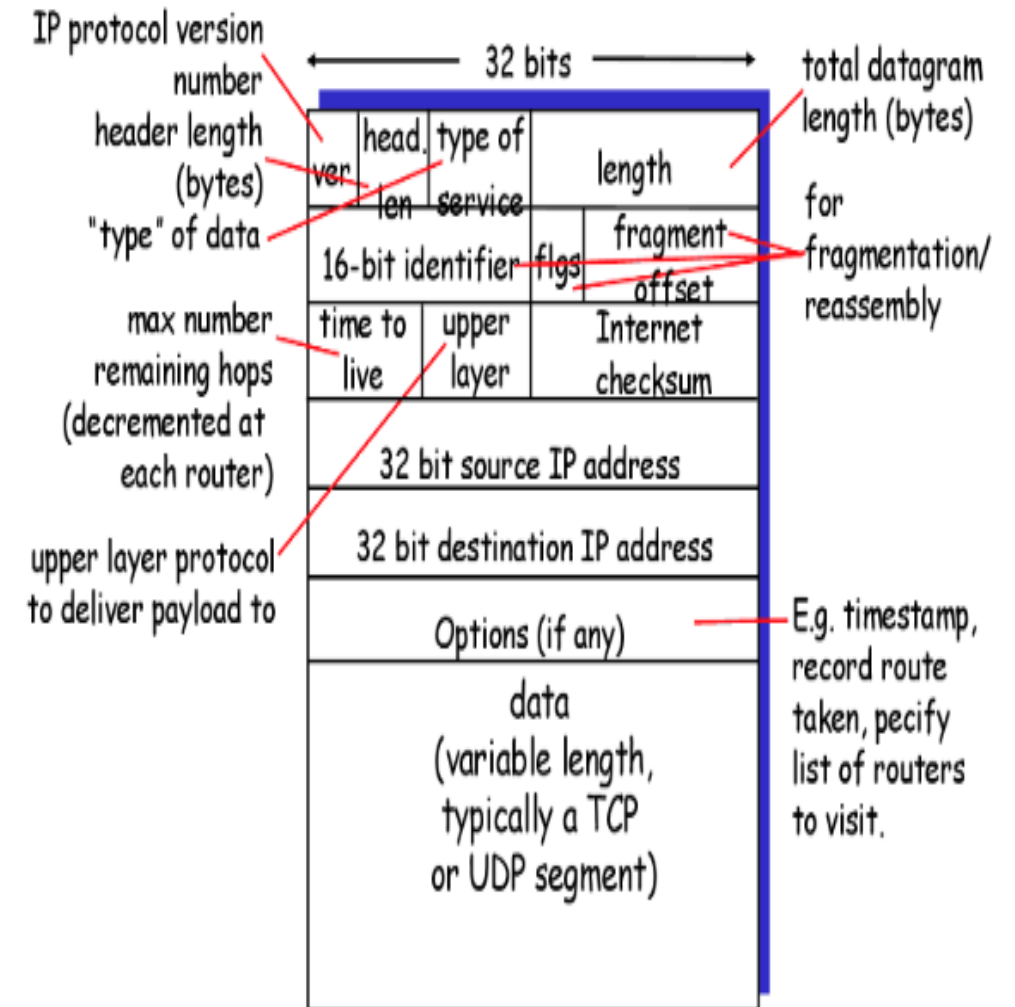 IP protocol version
number
header length
(bytes)
"type" of data
max number
remaining hops
(decremented at
each router)
upper layer protocol
to deliver payload to
32 bits
ver
head.
len
type of
service
length
16-bit identifier
flgs
fragment
offset
time to
live
upper
layer
Internet
checksum
32 bit source IP address
32 bit destination IP address
Options (if any)
data
(variable length,
typically a TCP
or UDP segment)
total datagram
length (bytes)
for
fragmentation/
reassembly
E.g. timestamp,
record route
taken, pecify
list of routers
to visit.